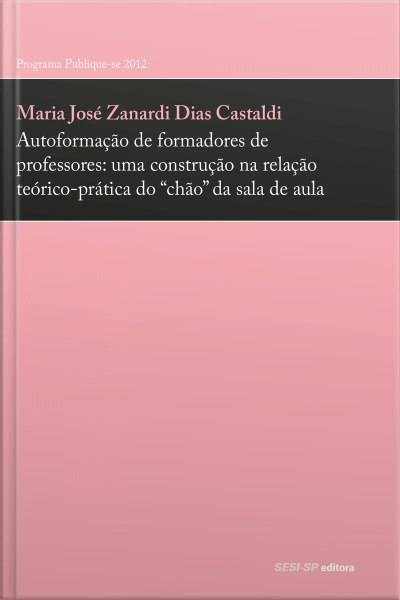 Programa Publique-se 2012
Maria José Zanardi Dias Castaldi
Autoformação de formadores de
professores: uma construção na relação
teórico-prática do “chão” da sala de aula
SESI-SP editora